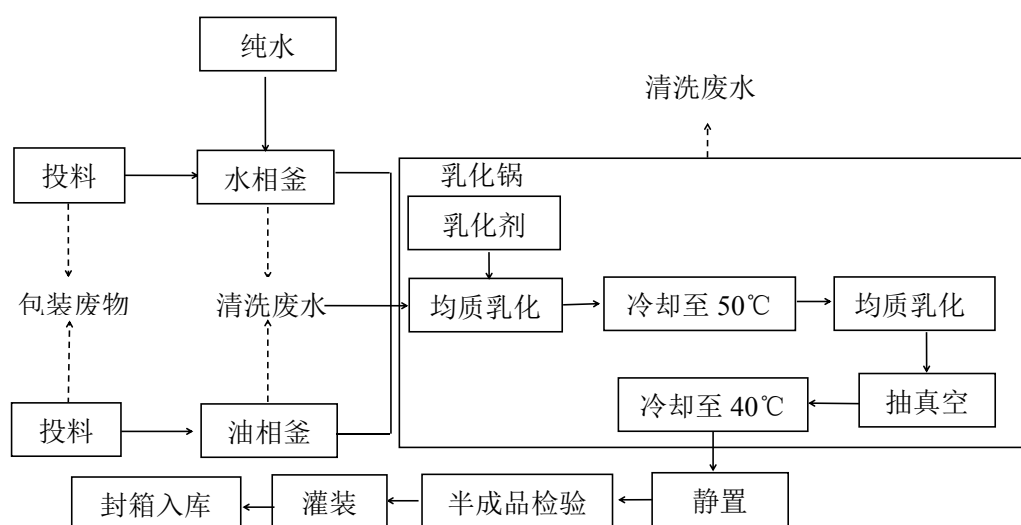 纯水
清洗废水
投料
水相釜
乳化锅
乳化剂
包装废物
清洗废水
均质乳化
冷却至 50℃
均质乳化
冷却至 40℃
抽真空
投料
油相釜
封箱入库
灌装
半成品检验
静置